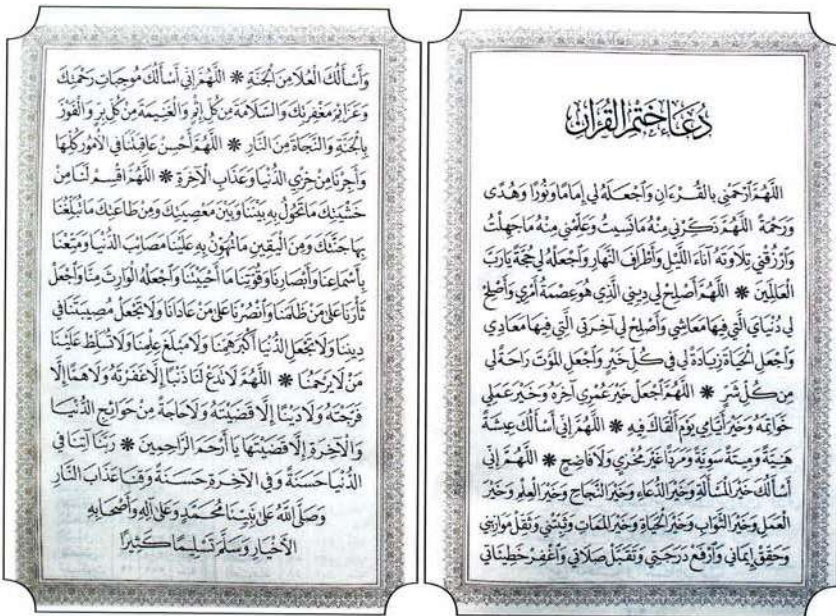 دُعَاءُ خَتْمِ الْقُرْآنِ
اللَّهُمَّ ارْحَمْنِي بِالْقُرْءَانِ وَاجْعَلْهُ لِي إِمَامًا وَنُورًا وَهُدًى
وَرَحْمَةً اللَّهُمَّ ذَكِّرْنِي مِنْهُ مَا نَسِيتُ وَعَلِّمْنِي مِنْهُ مَا جَهِلْتُ
وَارْزُقْنِي تِلَاوَتَهُ آنَاءَ اللَّيْلِ وَأَطْرَافَ النَّهَارِ وَاجْعَلْهُ لِي حُجَّةً يَا رَبَّ
الْعَالَمِينَ * اللَّهُمَّ أَصْلِحْ لِي دِينِي الَّذِي هُوَ عِصْمَةُ أَمْرِي وَأَصْلِحْ
لِي دُنْيَايَ الَّتِي فِيهَا مَعَاشِي وَأَصْلِحْ لِي آخِرَتِي الَّتِي فِيهَا مَعَادِي
وَاجْعَلِ الْحَيَاةَ زِيَادَةً لِي فِي كُلِّ خَيْرٍ وَاجْعَلِ الْمَوْتَ رَاحَةً لِي
مِنْ كُلِّ شَرٍّ * اللَّهُمَّ اجْعَلْ خَيْرَ عُمْرِي آخِرَهُ وَخَيْرَ عَمَلِي
خَوَاتِمَهُ وَخَيْرَ أَيَّامِي يَوْمَ أَلْقَاكَ فِيهِ * اللَّهُمَّ إِنِّي أَسْأَلُكَ عِيشَةً
هَنِيَّةً وَمِيتَةً سَوِيَّةً وَمَرَدًّا غَيْرَ مُخْزِي وَلَا فَاضِحٍ * اللَّهُمَّ إِنِّي
أَسْأَلُكَ خَيْرَ الْمَسْأَلَةِ وَخَيْرَ الدُّعَاءِ وَخَيْرَ النَّجَاحِ وَخَيْرَ الْعِلْمِ وَخَيْرَ
الْعَمَلِ وَخَيْرَ الثَّوَابِ وَخَيْرَ الْحَيَاةِ وَخَيْرَ الْمَمَاتِ وَثَبِّتْنِي وَثَقِّلْ مَوَازِينِي
وَحَقِّقْ إِيمَانِي وَارْفَعْ دَرَجَتِي وَتَقَبَّلْ صَلَاتِي وَاغْفِرْ خَطِيئَاتِي
وَأَسْأَلُكَ الْعُلَا مِنَ الْجَنَّةِ * اللَّهُمَّ إِنِّي أَسْأَلُكَ مُوجِبَاتِ رَحْمَتِكَ
وَعَزَائِمَ مَغْفِرَتِكَ وَالسَّلَامَةَ مِنْ كُلِّ إِثْمٍ وَالْغَنِيمَةَ مِنْ كُلِّ بِرٍّ وَالْفَوْزَ
بِالْجَنَّةِ وَالنَّجَاةَ مِنَ النَّارِ * اللَّهُمَّ أَحْسِنْ عَاقِبَتَنَا فِي الْأُمُورِ كُلِّهَا
وَأَجِرْنَا مِنْ خِزْيِ الدُّنْيَا وَعَذَابِ الْآخِرَةِ * اللَّهُمَّ اقْسِمْ لَنَا مِنْ
خَشْيَتِكَ مَا تَحُولُ بِهِ بَيْنَنَا وَبَيْنَ مَعْصِيَتِكَ وَمِنْ طَاعَتِكَ مَا تُبَلِّغُنَا
بِهَا جَنَّتَكَ وَمِنَ الْيَقِينِ مَا تُهَوِّنُ بِهِ عَلَيْنَا مَصَائِبَ الدُّنْيَا وَمَتِّعْنَا
بِأَسْمَاعِنَا وَأَبْصَارِنَا وَقُوَّتِنَا مَا أَحْيَيْتَنَا وَاجْعَلْهُ الْوَارِثَ مِنَّا وَاجْعَلْ
ثَأْرَنَا عَلَى مَنْ ظَلَمَنَا وَانْصُرْنَا عَلَى مَنْ عَادَانَا وَلَا تَجْعَلْ مُصِيبَتَنَا فِي
دِينِنَا وَلَا تَجْعَلِ الدُّنْيَا أَكْبَرَ هَمِّنَا وَلَا مَبْلَغَ عِلْمِنَا وَلَا تُسَلِّطْ عَلَيْنَا
مَنْ لَا يَرْحَمُنَا * اللَّهُمَّ لَا تَدَعْ لَنَا ذَنْبًا إِلَّا غَفَرْتَهُ وَلَا هَمًّا إِلَّا
فَرَّجْتَهُ وَلَا دَيْنًا إِلَّا قَضَيْتَهُ وَلَا حَاجَةً مِنْ حَوَائِجِ الدُّنْيَا
وَالْآخِرَةِ إِلَّا قَضَيْتَهَا يَا أَرْحَمَ الرَّاحِمِينَ * رَبَّنَا آتِنَا فِي
الدُّنْيَا حَسَنَةً وَفِي الْآخِرَةِ حَسَنَةً وَقِنَا عَذَابَ النَّارِ
وَصَلَّى اللَّهُ عَلَى نَبِيِّنَا مُحَمَّدٍ وَعَلَى آلِهِ وَأَصْحَابِهِ
الْأَخْيَارِ وَسَلَّمَ تَسْلِيمًا كَثِيرًا